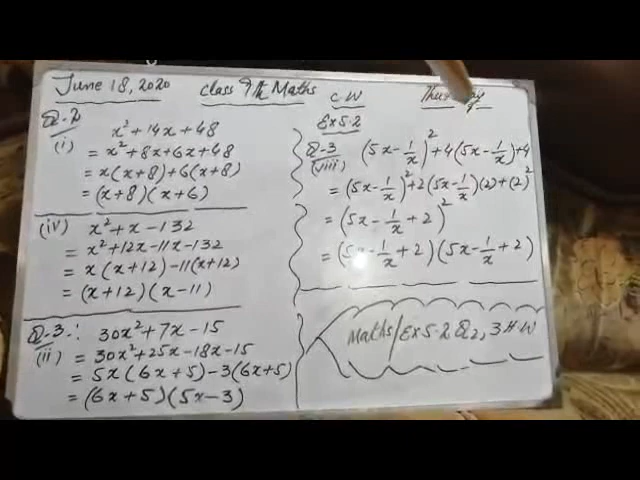 June 18, 2020 class 9th Maths C.W Thursday
Ex 5.2
Q.2
x² + 14x + 48
(i) = x² + 8x + 6x + 48
= x(x+8) + 6(x+8)
= (x+8)(x+6)
(iv) x² + x - 132
= x² + 12x - 11x - 132
= x(x+12) - 11(x+12)
= (x+12)(x-11)
Q.3: 30x² + 7x - 15
(ii) = 30x² + 25x - 18x - 15
= 5x(6x+5) - 3(6x+5)
= (6x+5)(5x-3)
Q-3 (viii) (5x - 1/x)² + 4(5x - 1/x) + 4
= (5x - 1/x)² + 2(5x - 1/x)(2) + (2)²
= (5x - 1/x + 2)²
= (5x - 1/x + 2)(5x - 1/x + 2)
Maths/Ex 5.2 Q2, 3 H.W